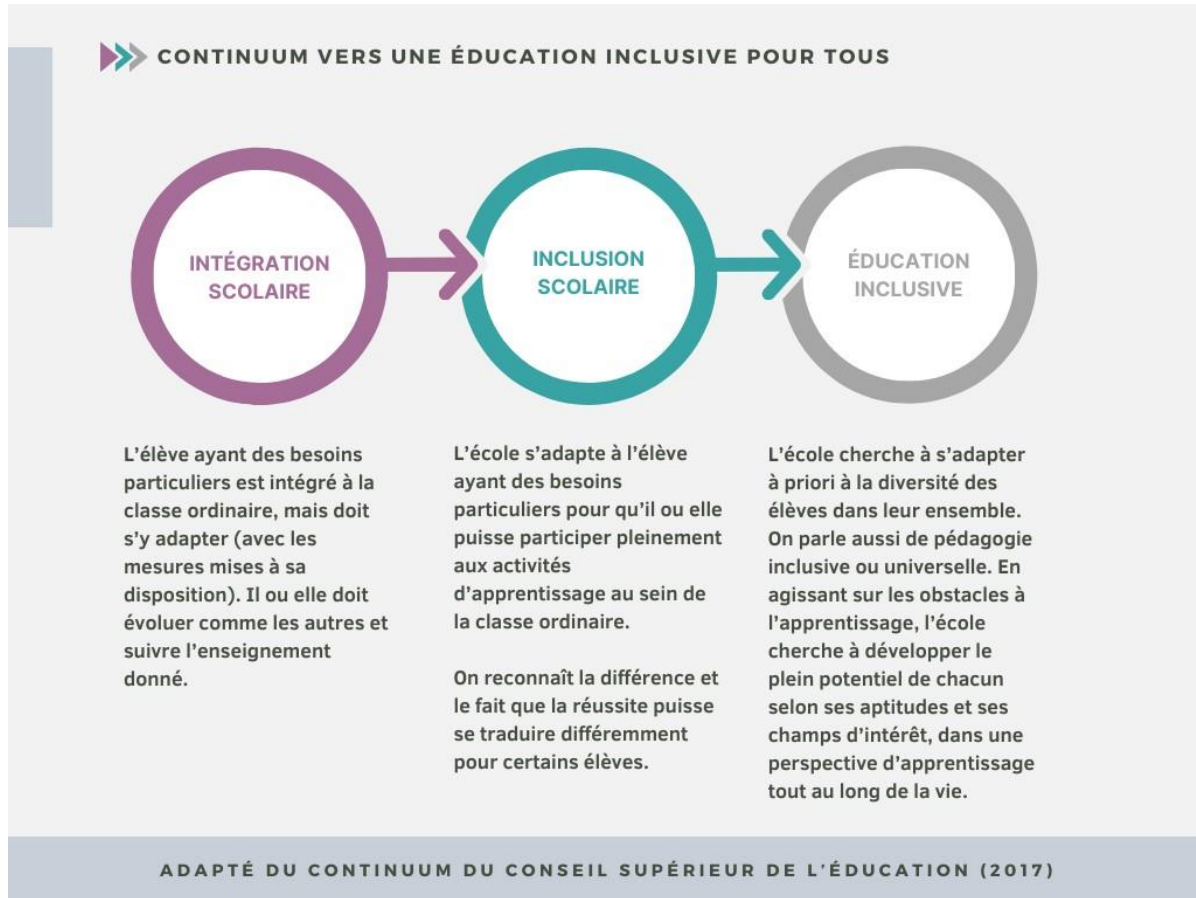 CONTINUUM VERS UNE ÉDUCATION INCLUSIVE POUR TOUS
INTÉGRATION
SCOLAIRE
INCLUSION
SCOLAIRE
ÉDUCATION
INCLUSIVE
L'élève ayant des besoins
particuliers est intégré à la
classe ordinaire, mais doit
s'y adapter (avec les
mesures mises à sa
disposition). Il ou elle doit
évoluer comme les autres et
suivre l'enseignement
donné.
L'école s'adapte à l'élève
ayant des besoins
particuliers pour qu'il ou elle
puisse participer pleinement
aux activités
d'apprentissage au sein de
la classe ordinaire.
On reconnaît la différence et
le fait que la réussite puisse
se traduire différemment
pour certains élèves.
L'école cherche à s'adapter
à priori à la diversité des
élèves dans leur ensemble.
On parle aussi de pédagogie
inclusive ou universelle. En
agissant sur les obstacles à
l'apprentissage, l'école
cherche à développer le
plein potentiel de chacun
selon ses aptitudes et ses
champs d'intérêt, dans une
perspective d'apprentissage
tout au long de la vie.
ADAPTÉ DU CONTINUUM DU CONSEIL SUPÉRIEUR DE L'ÉDUCATION (2017)